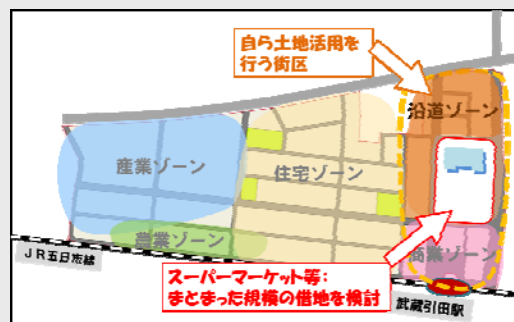 自ら土地活用を
行う街区
沿道ゾーン
産業ゾーン
住宅ゾーン
農業ゾーン
商業ゾーン
JR五日市線
スーパーマーケット等：
まとまった規模の借地を検討
武蔵引田駅